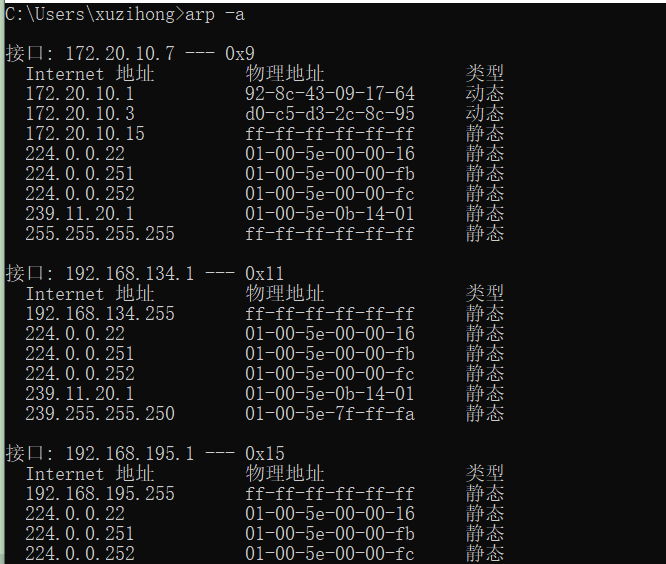 C:\Users\xuzihong>arp -a
接口: 172.20.10.7 --- 0x9
Internet 地址 物理地址 类型
172.20.10.1 92-8c-43-09-17-64 动态
172.20.10.3 d0-c5-d3-2c-8c-95 动态
172.20.10.15 ff-ff-ff-ff-ff-ff 静态
224.0.0.22 01-00-5e-00-00-16 静态
224.0.0.251 01-00-5e-00-00-fb 静态
224.0.0.252 01-00-5e-00-00-fc 静态
239.11.20.1 01-00-5e-0b-14-01 静态
255.255.255.255 ff-ff-ff-ff-ff-ff 静态
接口: 192.168.134.1 --- 0x11
Internet 地址 物理地址 类型
192.168.134.255 ff-ff-ff-ff-ff-ff 静态
224.0.0.22 01-00-5e-00-00-16 静态
224.0.0.251 01-00-5e-00-00-fb 静态
224.0.0.252 01-00-5e-00-00-fc 静态
239.11.20.1 01-00-5e-0b-14-01 静态
239.255.255.250 01-00-5e-7f-ff-fa 静态
接口: 192.168.195.1 --- 0x15
Internet 地址 物理地址 类型
192.168.195.255 ff-ff-ff-ff-ff-ff 静态
224.0.0.22 01-00-5e-00-00-16 静态
224.0.0.251 01-00-5e-00-00-fb 静态
224.0.0.252 01-00-5e-00-00-fc 静态